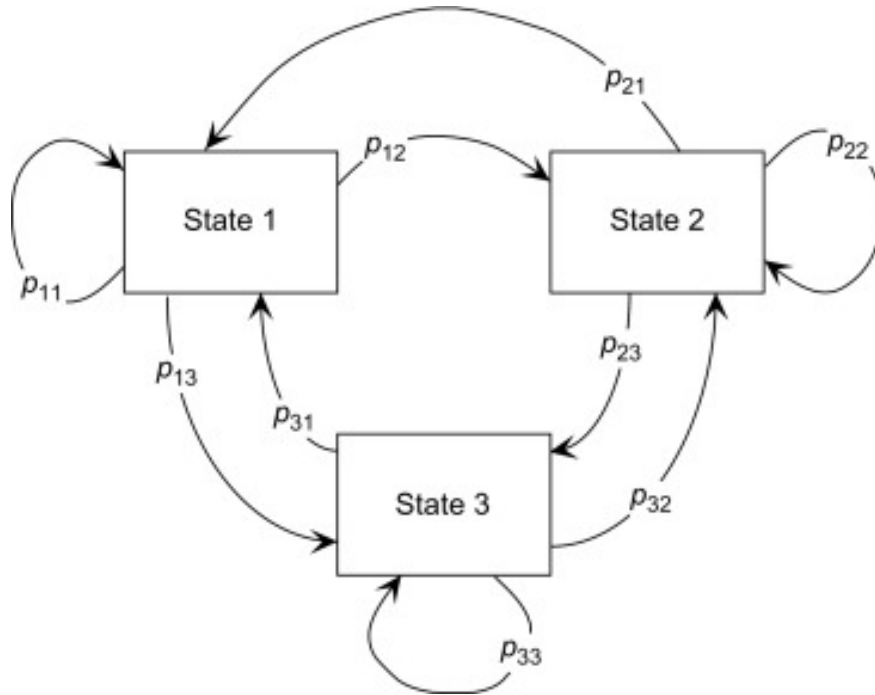 p₂₁
p₁₂
p₂₂
State 1
State 2
p₁₁
p₂₃
p₁₃
p₃₁
State 3
p₃₂
p₃₃